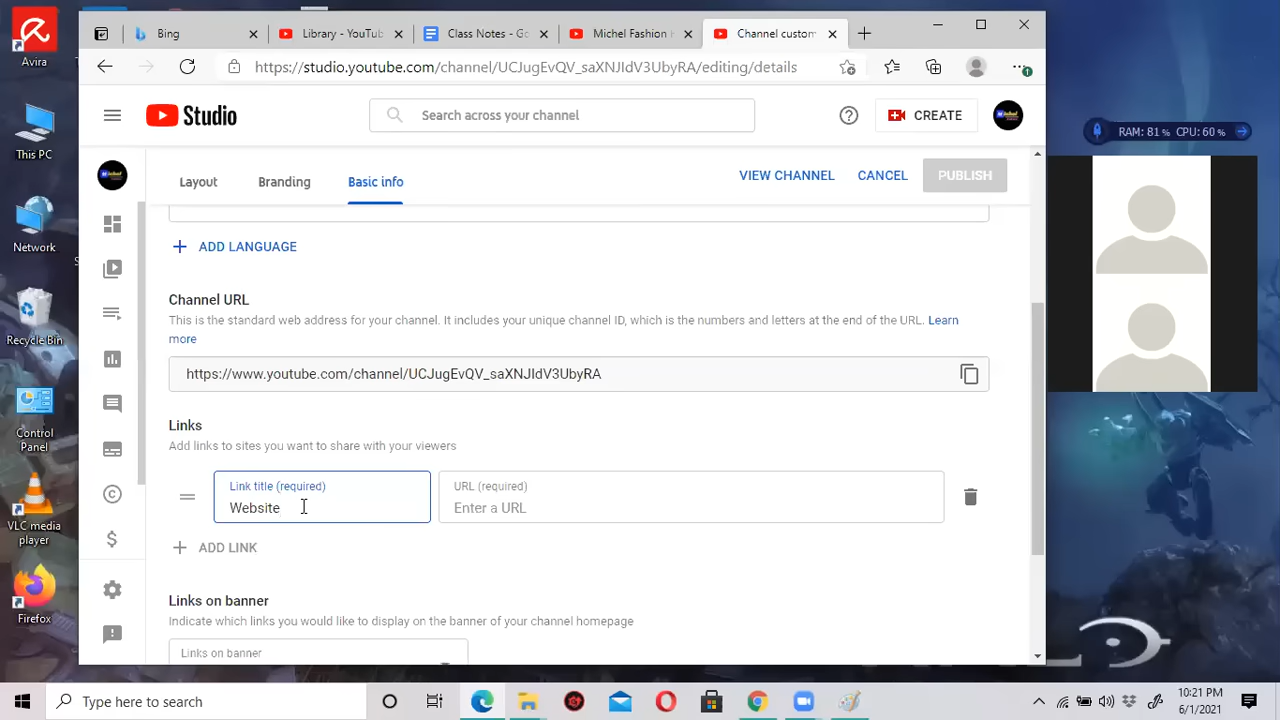 Avira
This PC
Network
Recycle Bin
Control
Panel
VLC media
player
Firefox
Bing
Library - YouTu
Class Notes - Go
Michel Fashion H
Channel custom
https://studio.youtube.com/channel/UCJugEvQV_saXNJIdV3UbyRA/editing/details
Studio
Search across your channel
CREATE
Layout
Branding
Basic info
VIEW CHANNEL
CANCEL
PUBLISH
ADD LANGUAGE
Channel URL
This is the standard web address for your channel. It includes your unique channel ID, which is the numbers and letters at the end of the URL. Learn
more
https://www.youtube.com/channel/UCJugEvQV_saXNJIdV3UbyRA
Links
Add links to sites you want to share with your viewers
Link title (required)
Website
URL (required)
Enter a URL
ADD LINK
Links on banner
Indicate which links you would like to display on the banner of your channel homepage
Links on banner
RAM: 81% CPU: 60%
Type here to search
10:21 PM
6/1/2021